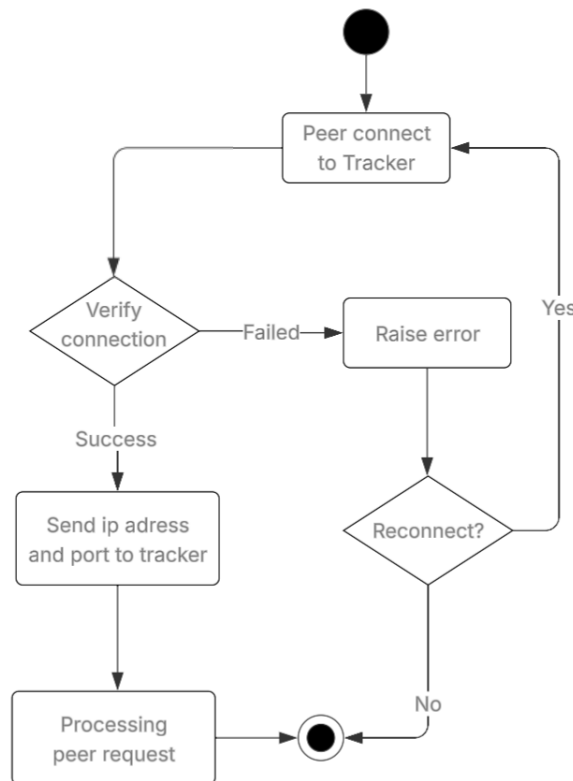 Peer connect
to Tracker
Verify
connection
Failed
Raise error
Yes
Success
Send ip adress
and port to tracker
Reconnect?
No
Processing
peer request